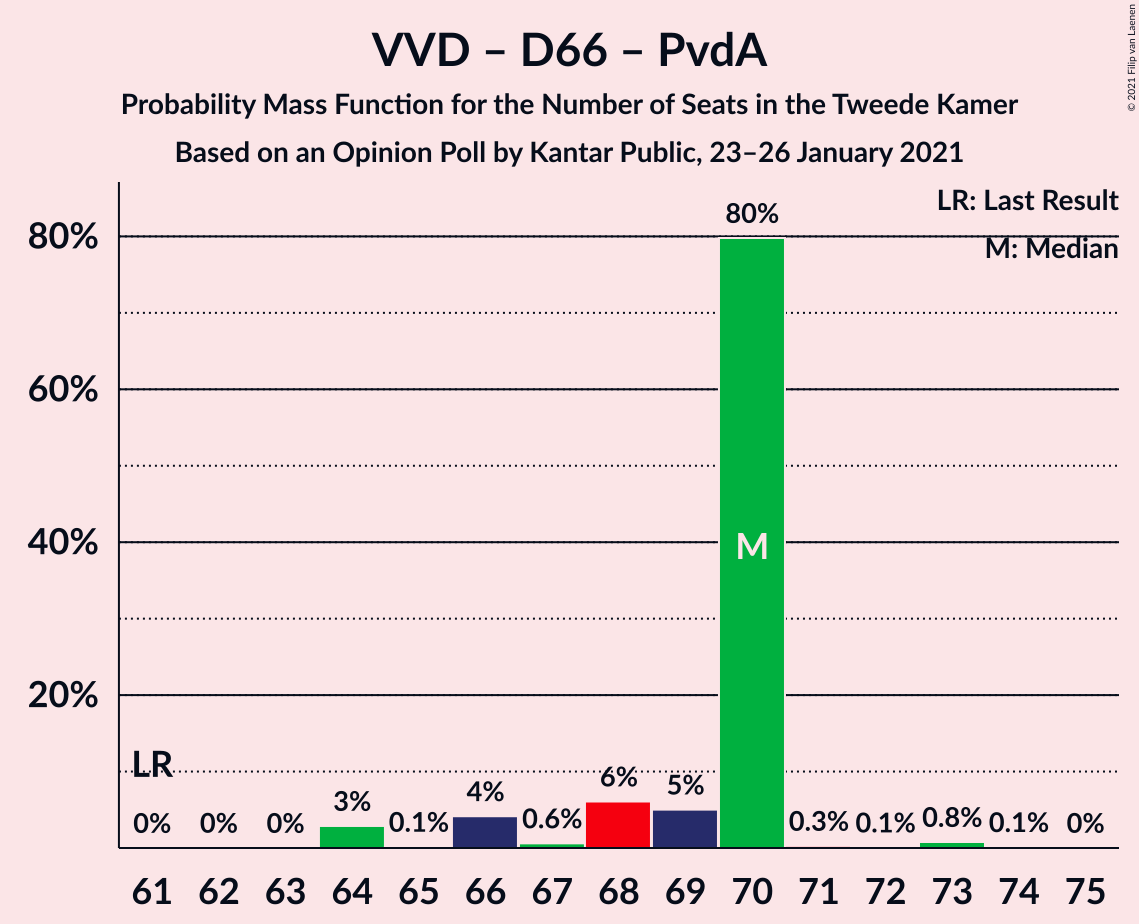 VVD – D66 – PvdA
Probability Mass Function for the Number of Seats in the Tweede Kamer
Based on an Opinion Poll by Kantar Public, 23–26 January 2021
© 2021 Filip van Laenen
LR: Last Result
M: Median
80%
60%
40%
20%
LR
0%
0%
0%
3%
0.1%
4%
0.6%
6%
5%
80%
M
0.3%
0.1%
0.8%
0.1%
0%
61 62 63 64 65 66 67 68 69 70 71 72 73 74 75